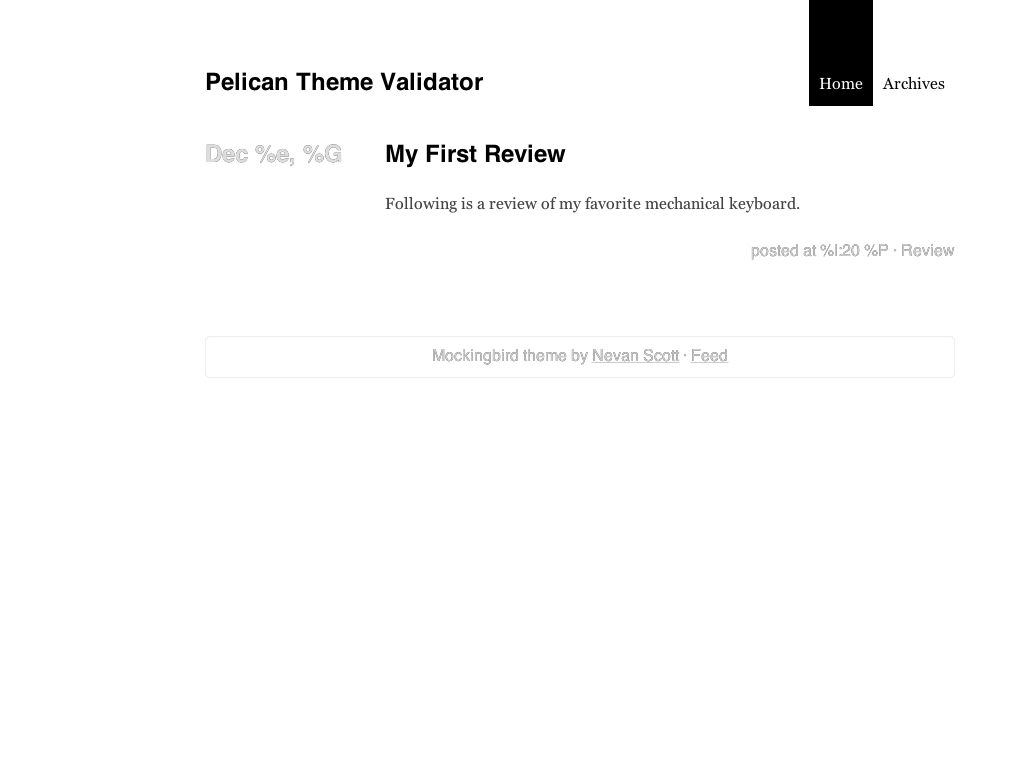 Pelican Theme Validator
Home
Archives
Dec %e, %G
My First Review
Following is a review of my favorite mechanical keyboard.
posted at %I:20 %P · Review
Mockingbird theme by Nevan Scott · Feed